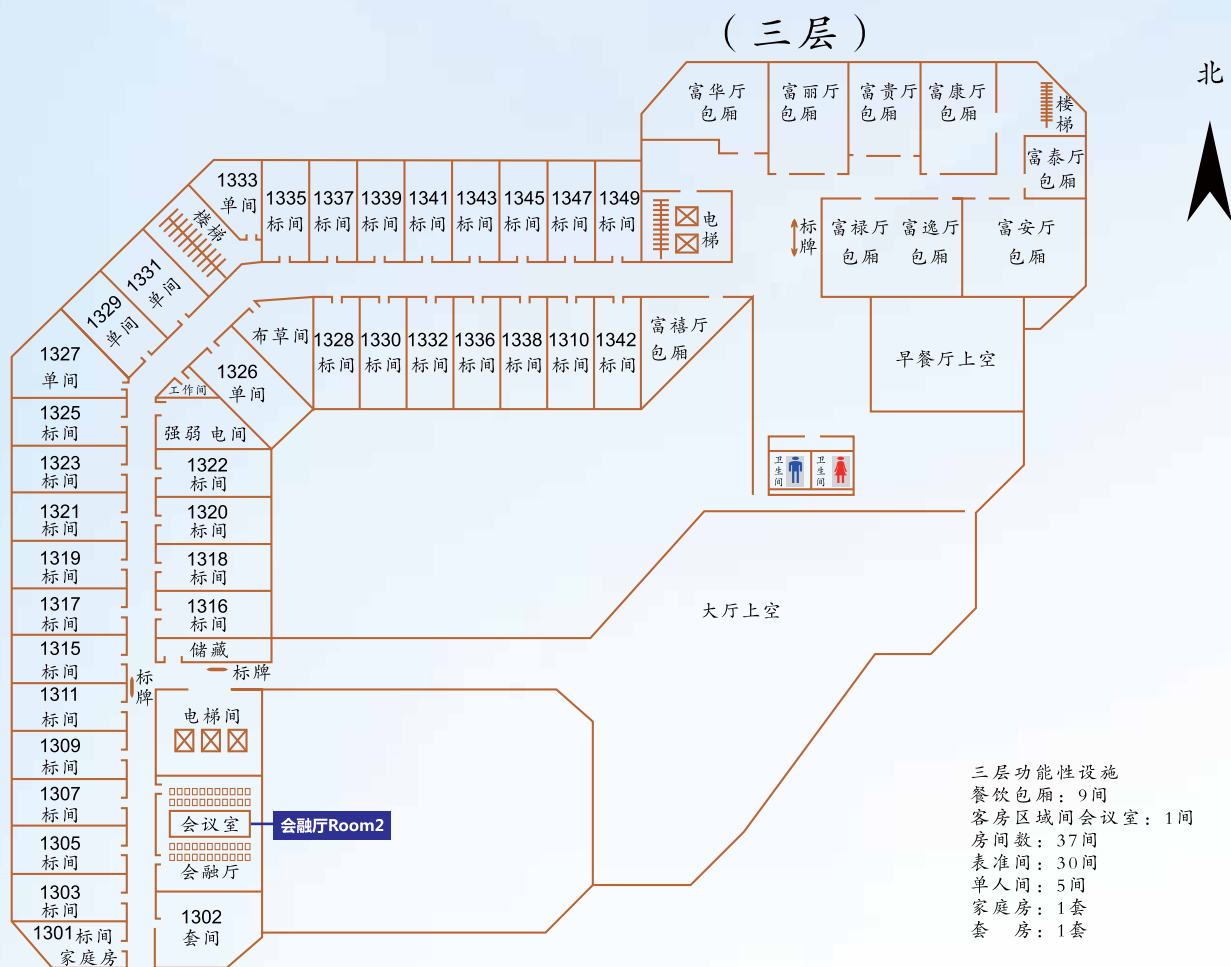 （三层）
北
富华厅
包厢
富丽厅
包厢
富贵厅
包厢
富康厅
包厢
楼梯
富泰厅
包厢
1333
单间
1335
标间
1337
标间
1339
标间
1341
标间
1343
标间
1345
标间
1347
标间
1349
标间
电梯
标牌
富禄厅
包厢
富逸厅
包厢
富安厅
包厢
楼梯
1331
单间
1329
单间
1327
单间
布草间
1328
标间
1330
标间
1332
标间
1336
标间
1338
标间
1310
标间
1342
标间
富禧厅
包厢
早餐厅上空
工作间
1326
单间
1325
标间
强弱 电间
1323
标间
1322
标间
卫生间
卫生间
1321
标间
1320
标间
1319
标间
1318
标间
1317
标间
1316
标间
大厅上空
1315
标间
储藏
标牌
标牌
1311
标间
电梯间
1309
标间
1307
标间
会议室
会融厅Room2
1305
标间
会融厅
1303
标间
1302
套间
1301标间
家庭房
三层功能性设施
餐饮包厢：9间
客房区域间会议室：1间
房间数：37间
表准间：30间
单人间：5间
家庭房：1套
套　房：1套